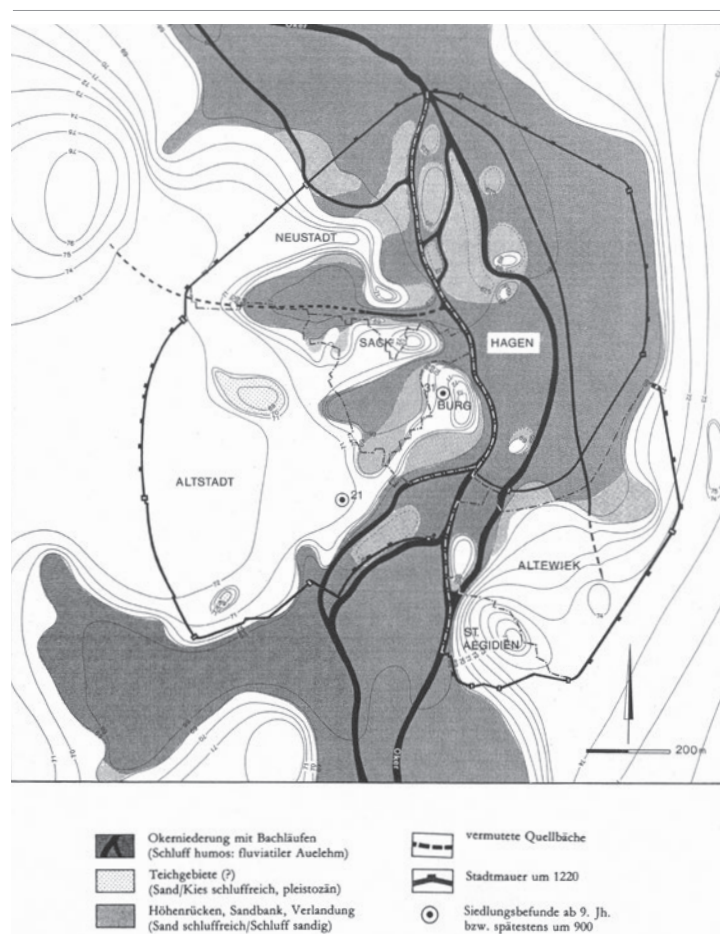 Oker
NEUSTADT
SACK
HAGEN
31
BURG
ALTSTADT
21
ALTEWIEK
ST.
AEGIDIEN
Oker
200m
Okerniederung mit Bachläufen
(Schluff humos: fluviatiler Auelehm)
Teichgebiete (?)
(Sand/Kies schluffreich, pleistozän)
Höhenrücken, Sandbank, Verlandung
(Sand schluffreich/Schluff sandig)
vermutete Quellbäche
Stadtmauer um 1220
Siedlungsbefunde ab 9. Jh.
bzw. spätestens um 900